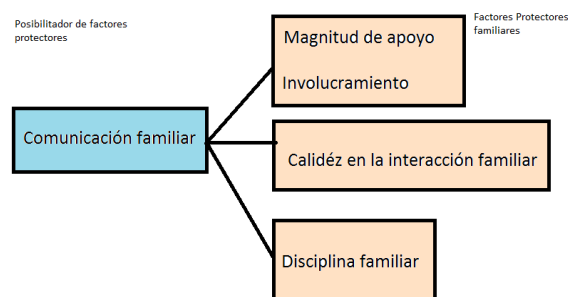 Posibilitador de factores
protectores
Factores Protectores
familiares
Comunicación familiar
Magnitud de apoyo
Involucramiento
Calidéz en la interacción familiar
Disciplina familiar